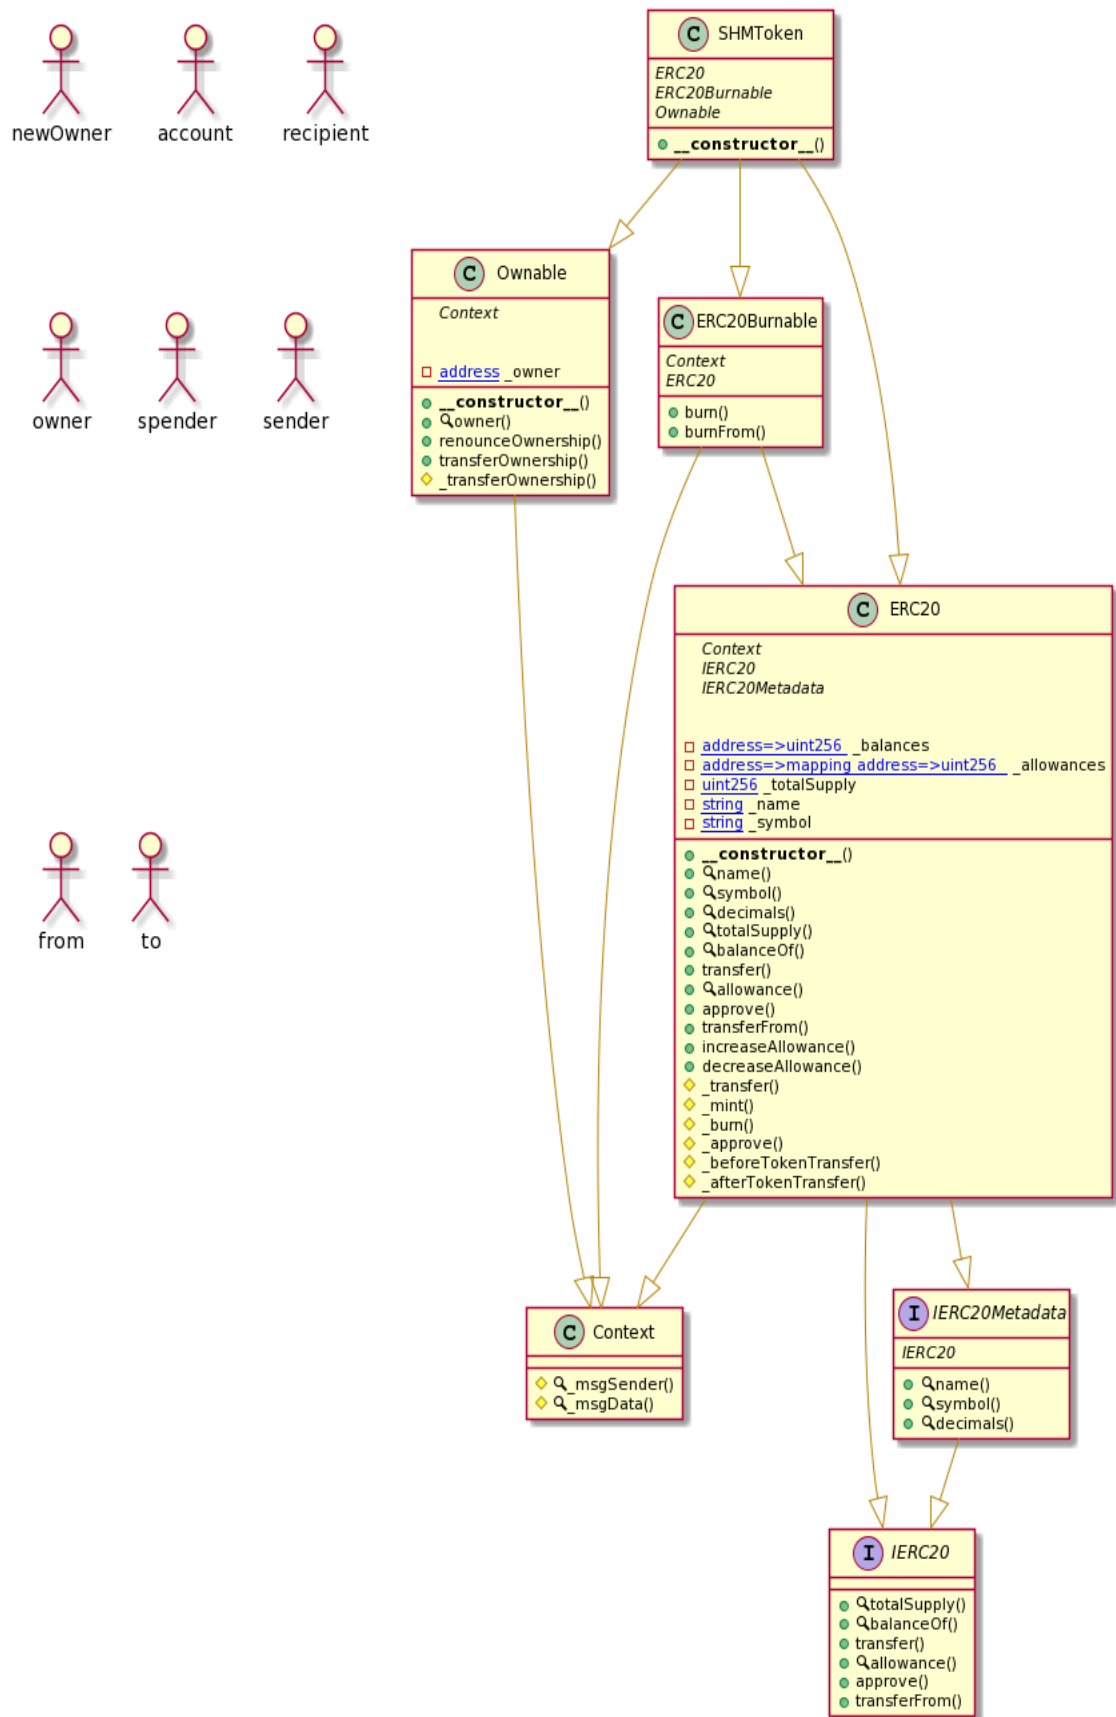 newOwner
account
recipient
C SHMToken
ERC20
ERC20Burnable
Ownable
__constructor__()
owner
spender
sender
C Ownable
Context
address _owner
__constructor__()
owner()
renounceOwnership()
transferOwnership()
_transferOwnership()
C ERC20Burnable
Context
ERC20
burn()
burnFrom()
from
to
C ERC20
Context
IERC20
IERC20Metadata
address=>uint256 _balances
address=>mapping address=>uint256 _allowances
uint256 _totalSupply
string _name
string _symbol
__constructor__()
name()
symbol()
decimals()
totalSupply()
balanceOf()
transfer()
allowance()
approve()
transferFrom()
increaseAllowance()
decreaseAllowance()
_transfer()
_mint()
_burn()
_approve()
_beforeTokenTransfer()
_afterTokenTransfer()
C Context
_msgSender()
_msgData()
I IERC20Metadata
IERC20
name()
symbol()
decimals()
I IERC20
totalSupply()
balanceOf()
transfer()
allowance()
approve()
transferFrom()